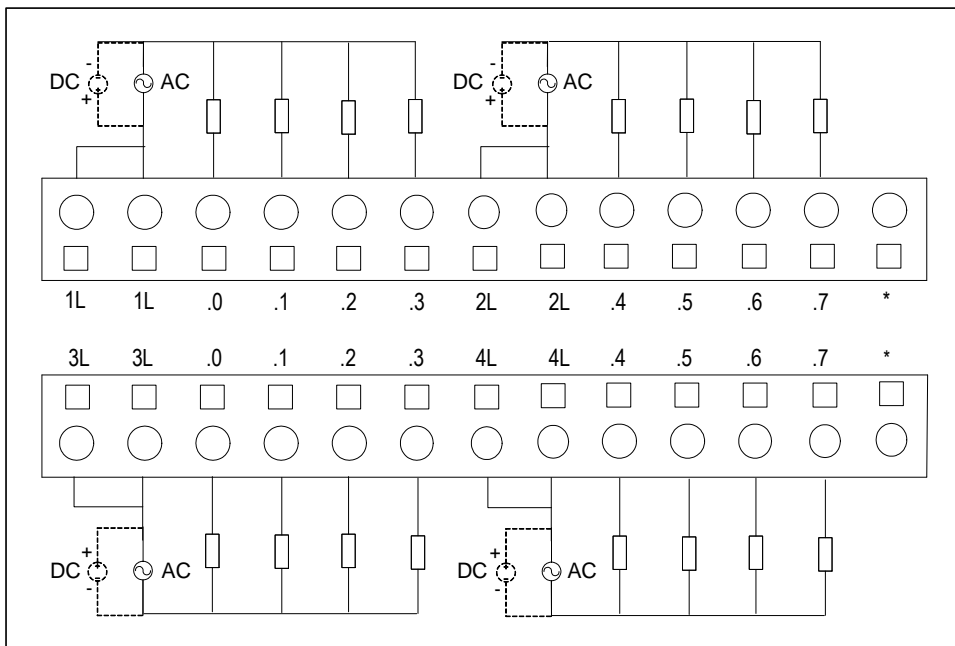 - -
DC AC DC AC
+ +
1L 1L .0 .1 .2 .3 2L 2L .4 .5 .6 .7 *
3L 3L .0 .1 .2 .3 4L 4L .4 .5 .6 .7 *
+ +
DC AC DC AC
- -